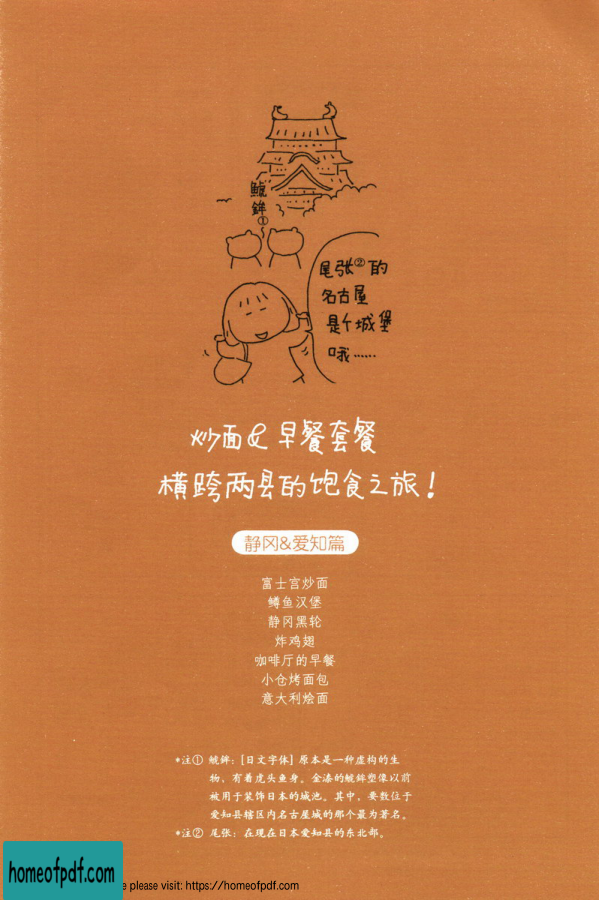 鯱
鉾①
尾张②的
名古屋
是个城堡
哦……
炒面&早餐套餐
横跨两县的饱食之旅!
静冈&爱知篇
富士宫炒面
鳟鱼汉堡
静冈黑轮
炸鸡翅
咖啡厅的早餐
小仓烤面包
意大利烩面
*注① 鯱鉾:[日文字体] 原本是一种虚构的生
物,有着虎头鱼身。金漆的鯱鉾塑像以前
被用于装饰日本的城池。其中,要数位于
爱知县辖区内名古屋城的那个最为著名。
*注② 尾张:在现在日本爱知县的东北部。
homeofpdf.com
e please visit: https://homeofpdf.com